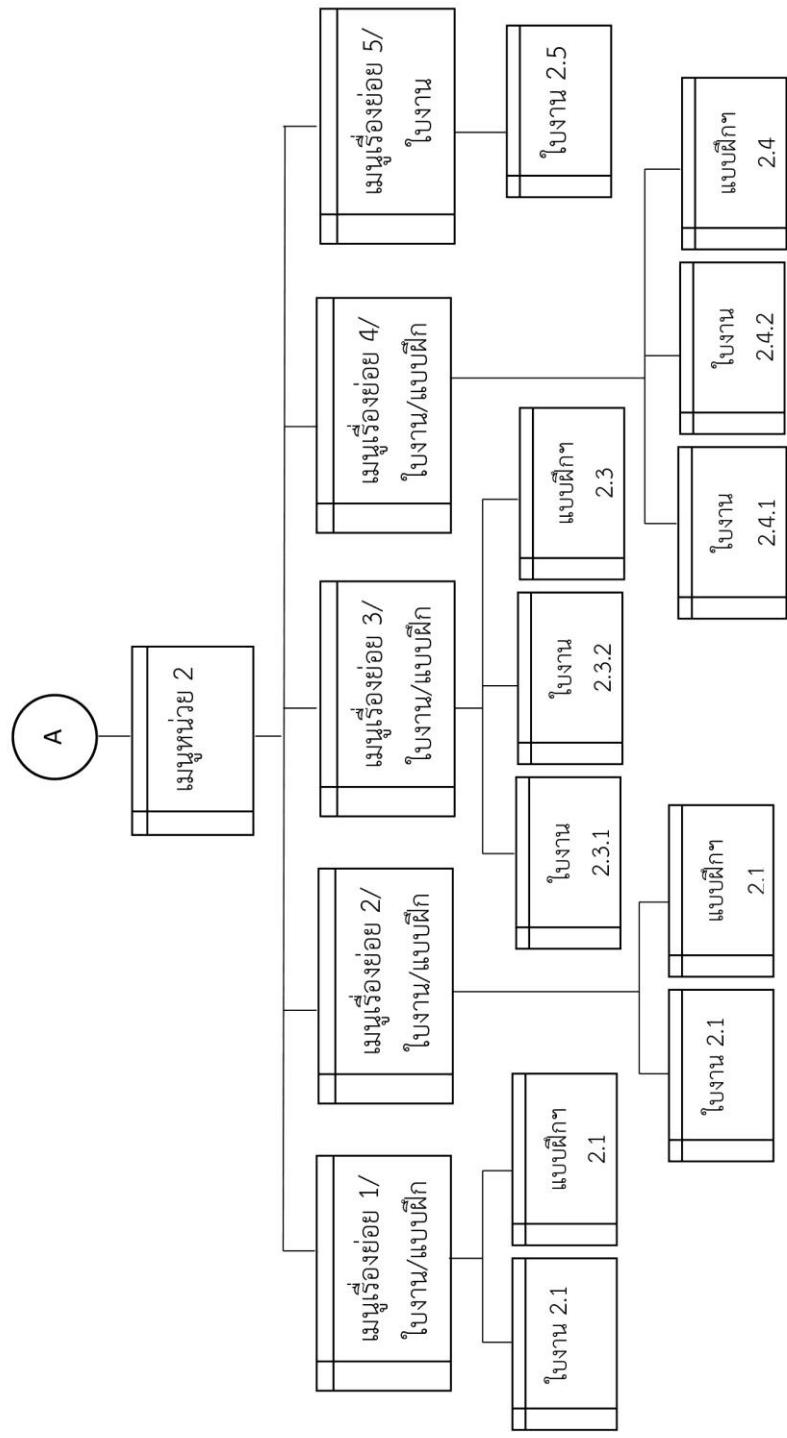 A
เมนูหน่วย 2
เมนูเรื่องย่อย 1/
ใบงาน/แบบฝึก
เมนูเรื่องย่อย 2/
ใบงาน/แบบฝึก
เมนูเรื่องย่อย 3/
ใบงาน/แบบฝึก
เมนูเรื่องย่อย 4/
ใบงาน/แบบฝึก
เมนูเรื่องย่อย 5/
ใบงาน
ใบงาน 2.1
แบบฝึกฯ
2.1
ใบงาน
2.3.1
ใบงาน
2.3.2
แบบฝึกฯ
2.3
ใบงาน 2.5
ใบงาน 2.1
แบบฝึกฯ
2.1
ใบงาน
2.4.1
ใบงาน
2.4.2
แบบฝึกฯ
2.4